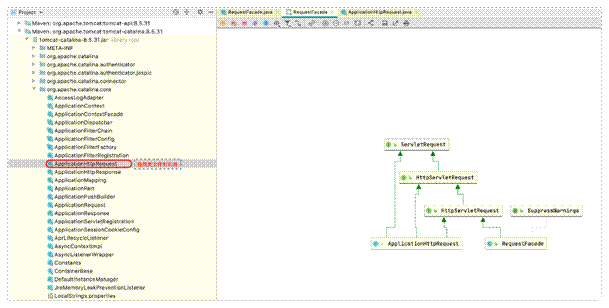 Project
RequestFacade.java
RequestFacade
ApplicationHttpRequest.java
Maven: org.apache.tomcat:tomcat-api:8.5.31
Maven: org.apache.tomcat:tomcat-catalina:8.5.31
tomcat-catalina-8.5.31.jar library root
META-INF
org.apache.catalina
org.apache.catalina.authenticator
org.apache.catalina.authenticator.jaspic
org.apache.catalina.connector
org.apache.catalina.core
AccessLogAdapter
ApplicationContext
ApplicationContextFacade
ApplicationDispatcher
ApplicationFilterChain
ApplicationFilterConfig
ApplicationFilterFactory
ApplicationFilterRegistration
ApplicationHttpRequest
ApplicationHttpResponse
ApplicationMapping
ApplicationPart
ApplicationPushBuilder
ApplicationRequest
ApplicationResponse
ApplicationServletRegistration
ApplicationSessionCookieConfig
AprLifecycleListener
AsyncContextImpl
AsyncListenerWrapper
Constants
ContainerBase
DefaultInstanceManager
JreMemoryLeakPreventionListener
LocalStrings.properties
ServletRequest
HttpServletRequest
HttpServletRequest
SuppressWarnings
ApplicationHttpRequest
RequestFacade